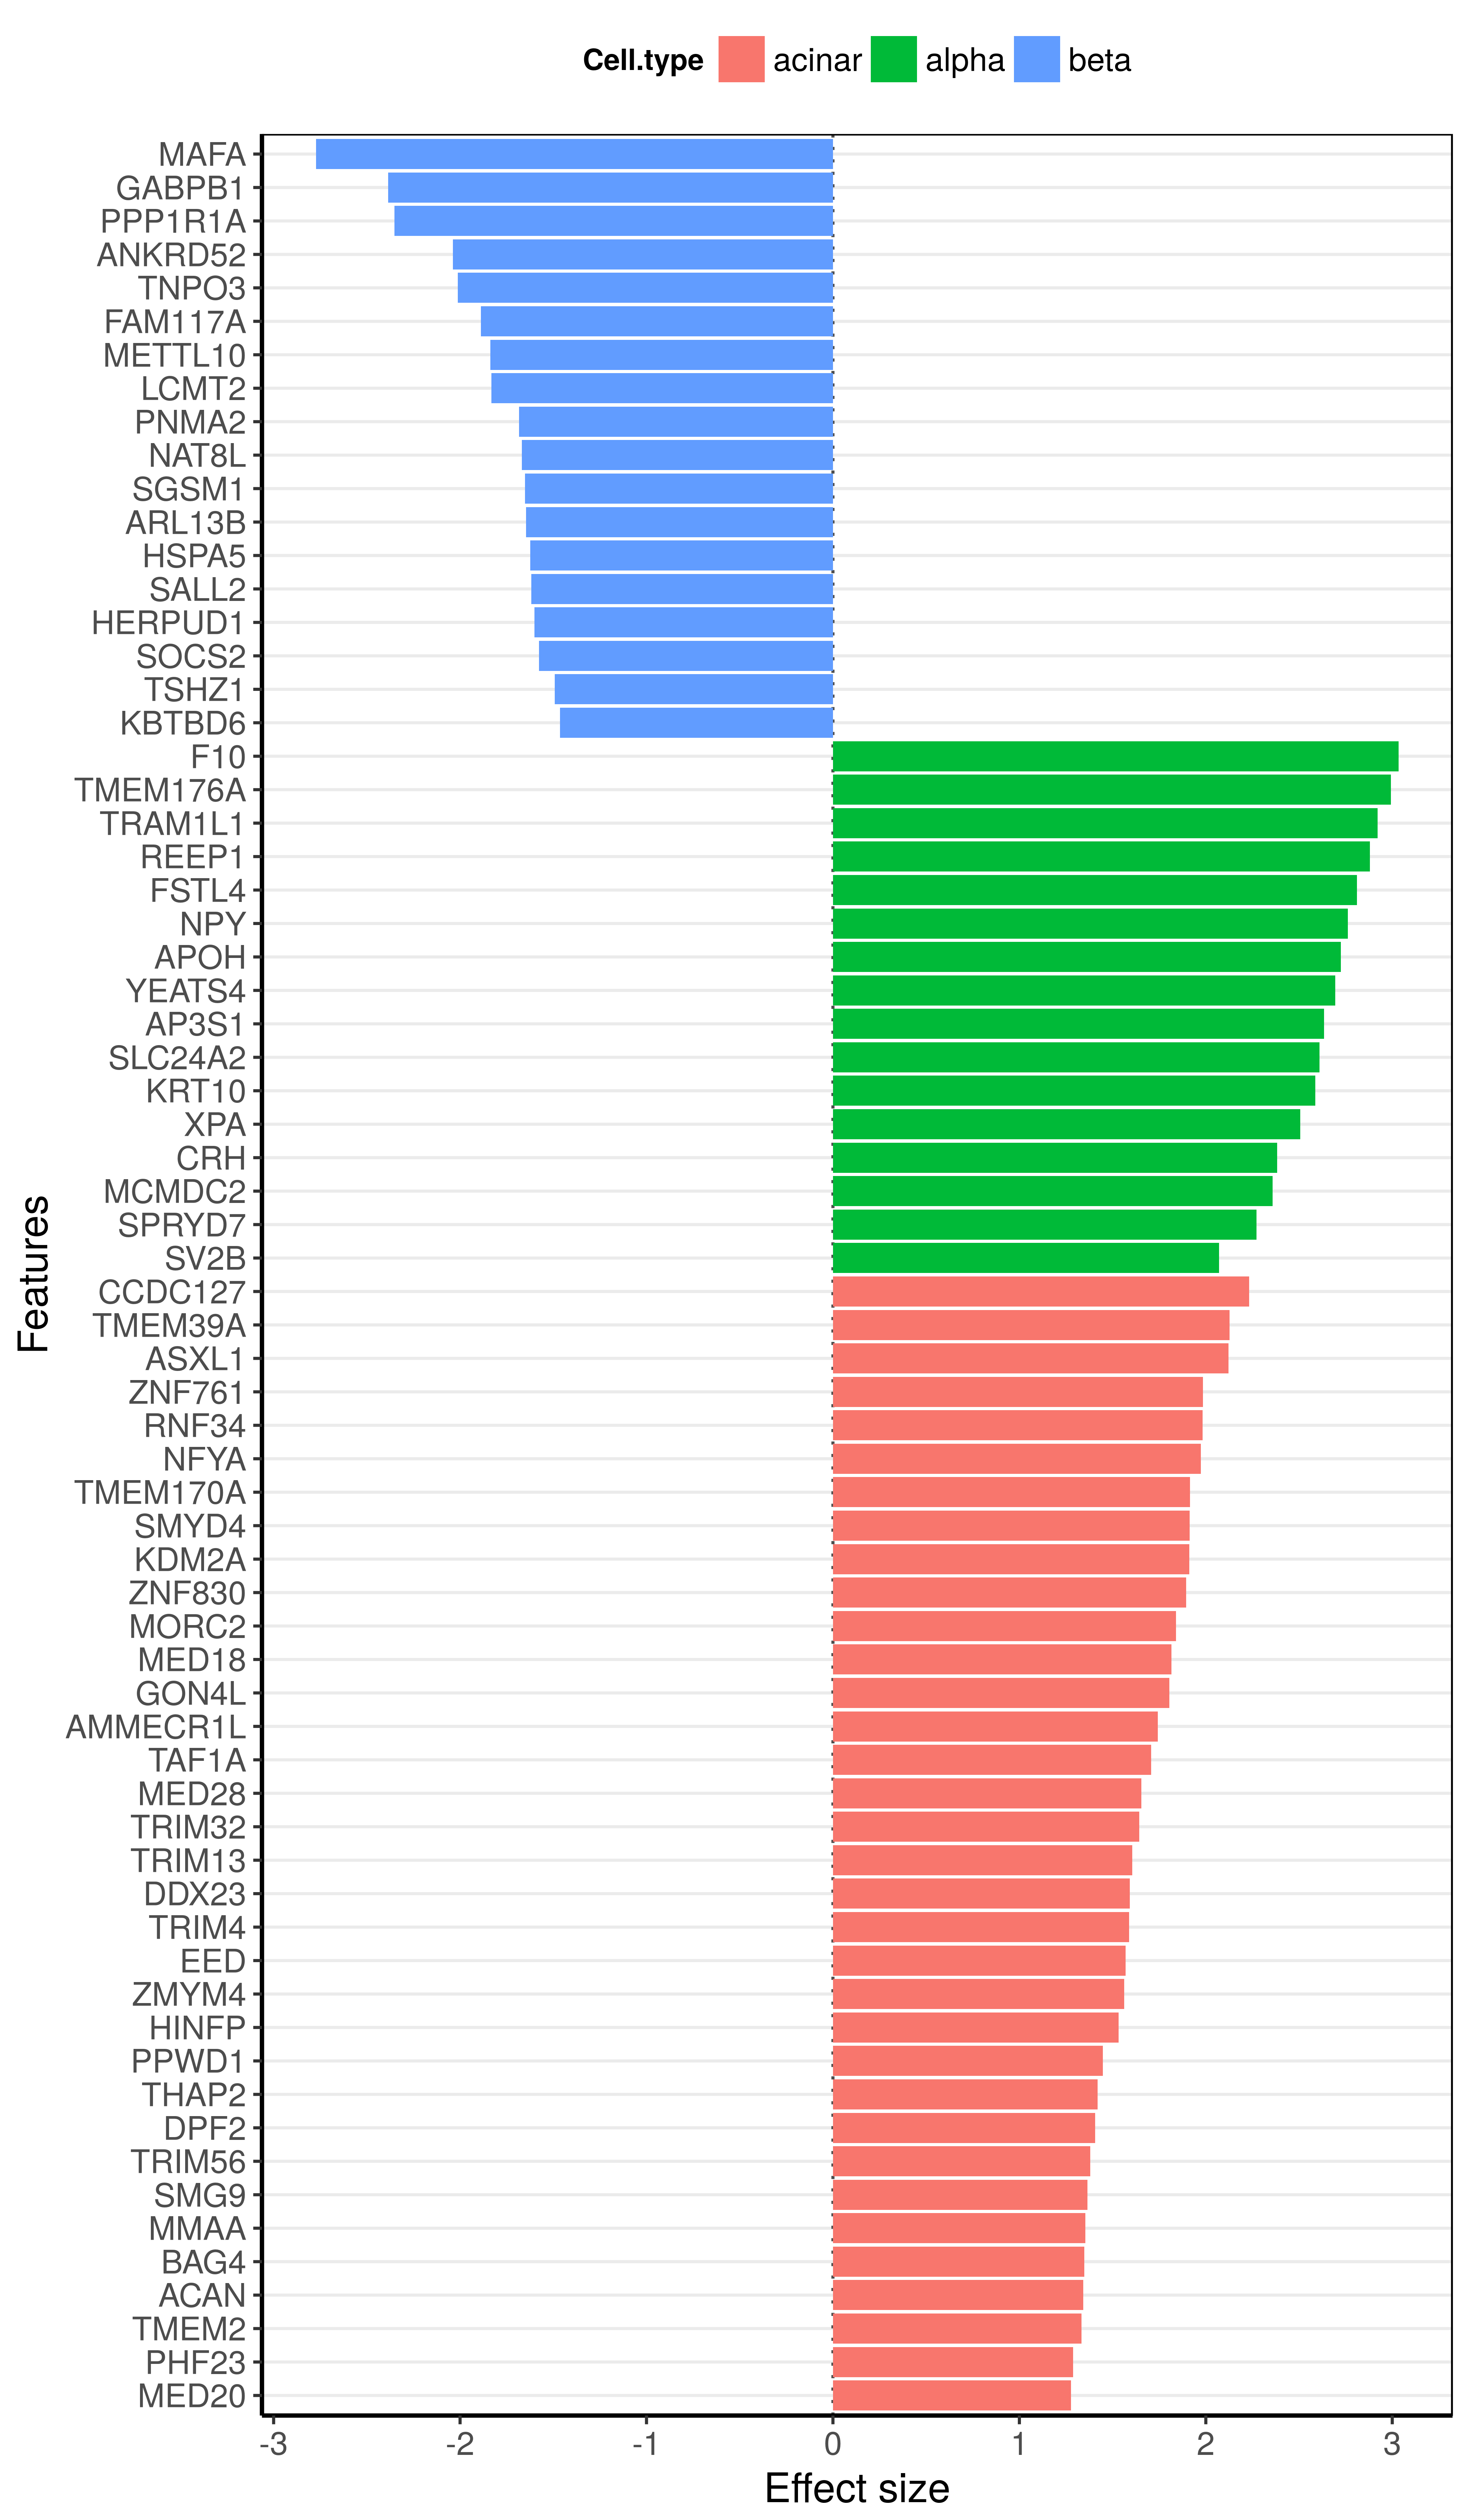 Cell.type acinar alpha beta
MAFA
GABPB1
PPP1R1A
ANKRD52
TNPO3
FAM117A
METTL10
LCMT2
PNMA2
NAT8L
SGSM1
ARL13B
HSPA5
SALL2
HERPUD1
SOCS2
TSHZ1
KBTBD6
F10
TMEM176A
TRAM1L1
REEP1
FSTL4
NPY
APOH
YEATS4
AP3S1
SLC24A2
KRT10
XPA
CRH
MCMDC2
SPRYD7
SV2B
CCDC127
TMEM39A
ASXL1
ZNF761
RNF34
NFYA
TMEM170A
SMYD4
KDM2A
ZNF830
MORC2
MED18
GON4L
AMMECR1L
TAF1A
MED28
TRIM32
TRIM13
DDX23
TRIM4
EED
ZMYM4
HINFP
PPWD1
THAP2
DPF2
TRIM56
SMG9
MMAA
BAG4
ACAN
TMEM2
PHF23
MED20
Features
-3 -2 -1 0 1 2 3
Effect size